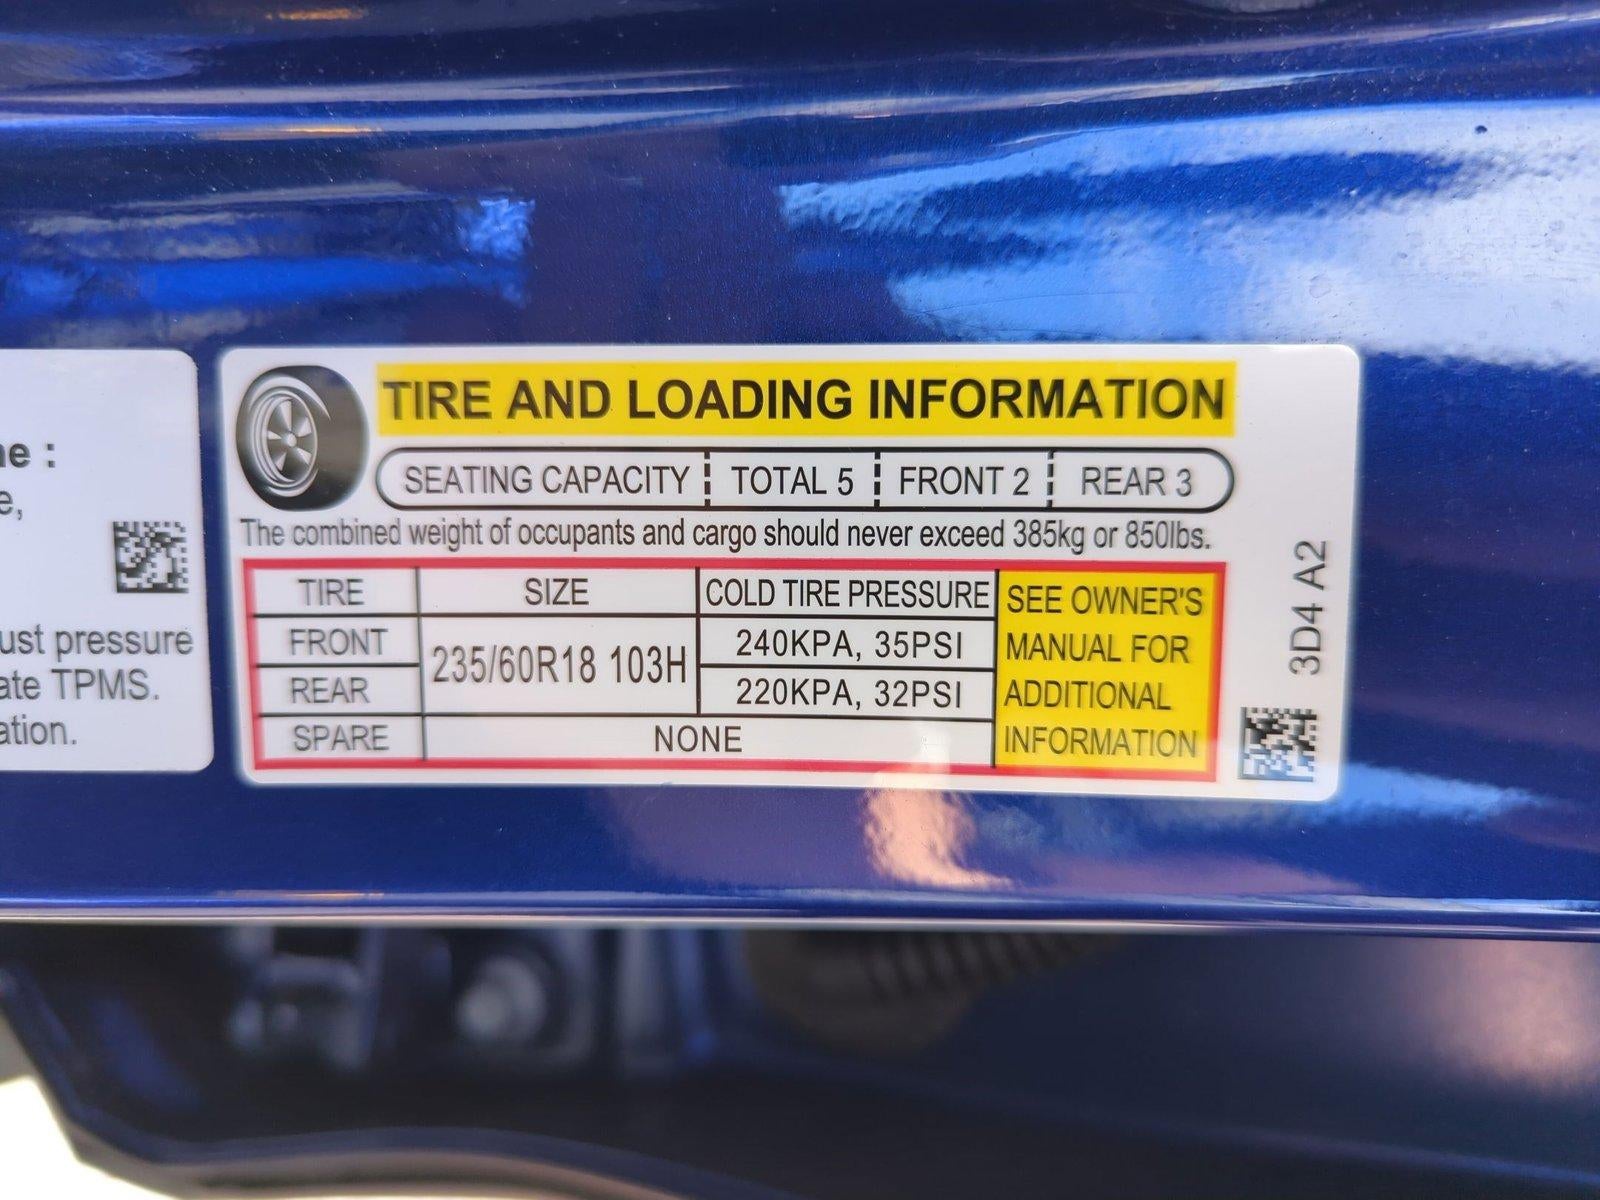 e :
e,
ust pressure
ate TPMS.
ation.
TIRE AND LOADING INFORMATION
SEATING CAPACITY TOTAL 5 FRONT 2 REAR 3
The combined weight of occupants and cargo should never exceed 385kg or 850lbs.
TIRE SIZE COLD TIRE PRESSURE
FRONT 235/60R18 103H 240KPA, 35PSI
REAR 220KPA, 32PSI
SPARE NONE
SEE OWNER'S
MANUAL FOR
ADDITIONAL
INFORMATION
3D4 A2